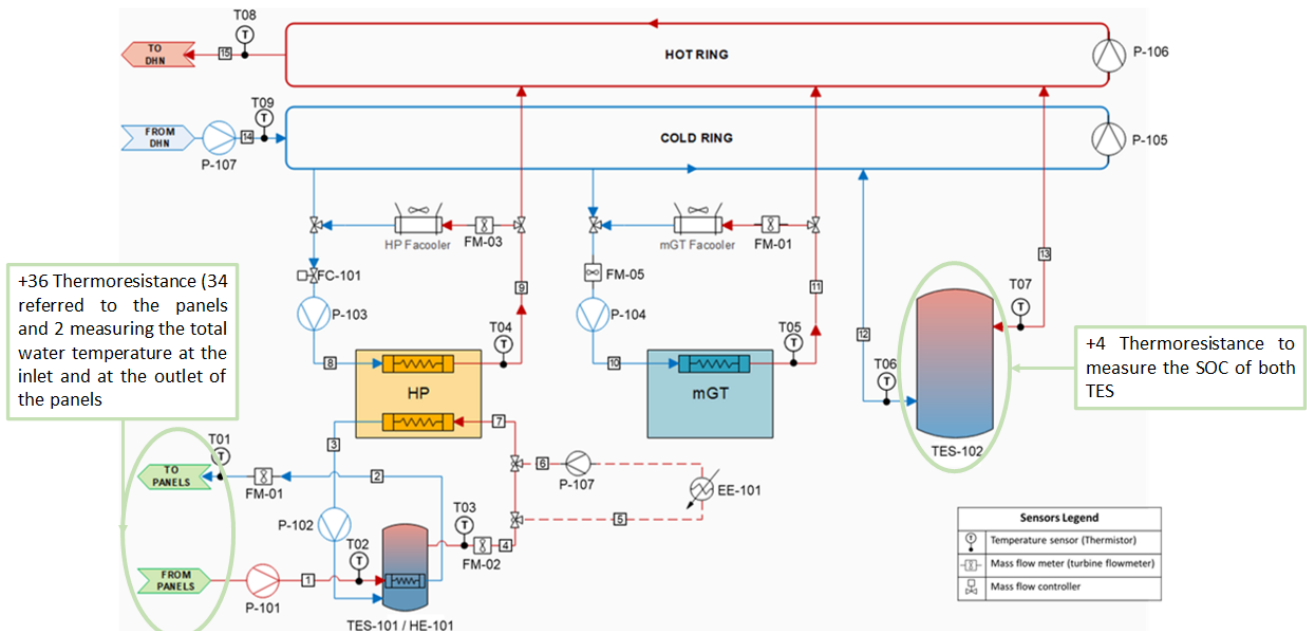 T08
TO
DHN
15
HOT RING
P-106
T09
FROM
DHN
14
P-107
COLD RING
P-105
HP Facooler
FM-03
mGT Facooler
FM-01
FC-101
P-103
9
FM-05
P-104
11
13
+36 Thermoresistance (34
referred to the panels
and 2 measuring the total
water temperature at the
inlet and at the outlet of
the panels
8
T04
HP
10
T05
mGT
12
T06
T07
TES-102
+4 Thermoresistance to
measure the SOC of both
TES
3
7
T01
TO
PANELS
FM-01
2
6
P-107
EE-101
5
P-102
T03
4
FM-02
T02
FROM
PANELS
1
P-101
TES-101 / HE-101
Sensors Legend
T
Temperature sensor (Thermistor)
Mass flow meter (turbine flowmeter)
Mass flow controller